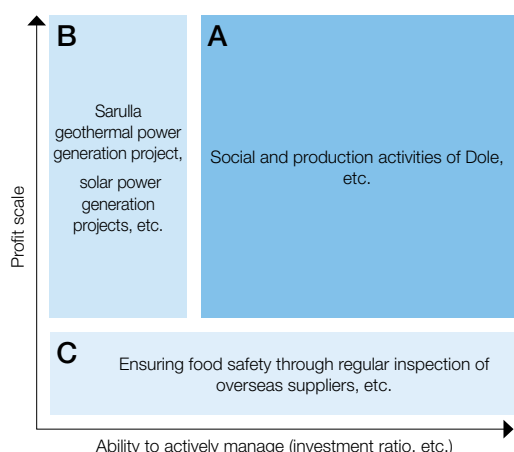 B
Sarulla
geothermal power
generation project,
solar power
generation
projects, etc.
A
Social and production activities of Dole,
etc.
C
Ensuring food safety through regular inspection of
overseas suppliers, etc.
Profit scale
Ability to actively manage (investment ratio, etc.)